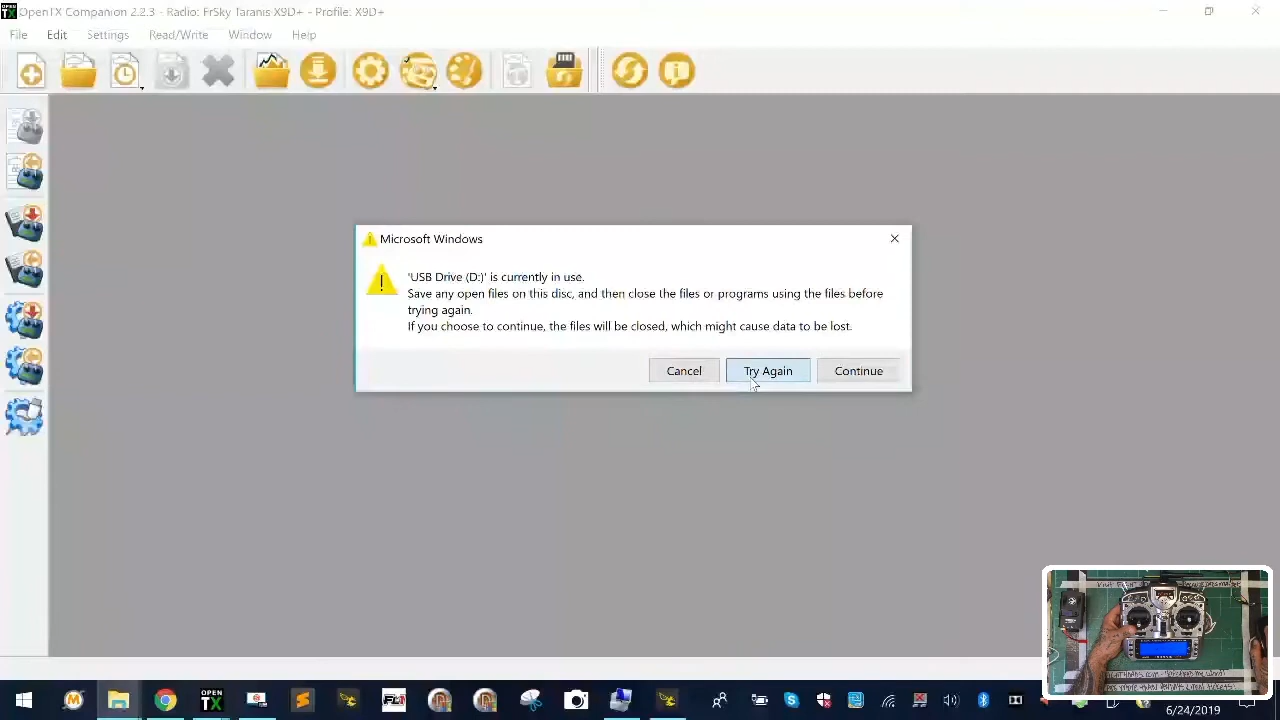 OpenTX Companion 2.2.3 - Radio: FrSky Taranis X9D+ - Profile: X9D+
File Edit Settings Read/Write Window Help
Microsoft Windows
'USB Drive (D:)' is currently in use.
Save any open files on this disc, and then close the files or programs using the files before
trying again.
If you choose to continue, the files will be closed, which might cause data to be lost.
Cancel Try Again Continue
OPEN
TX
6/24/2019